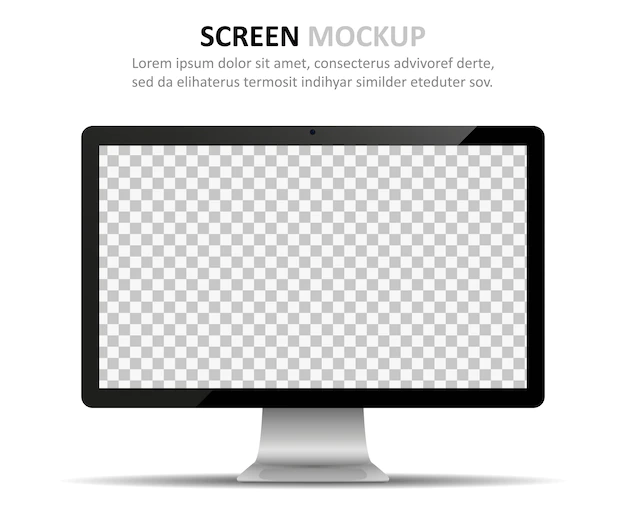 SCREEN MOCKUP
Lorem ipsum dolor sit amet, consecterus advivoref derte,
sed da elihaterus termosit indihyar similder eteduter sov.